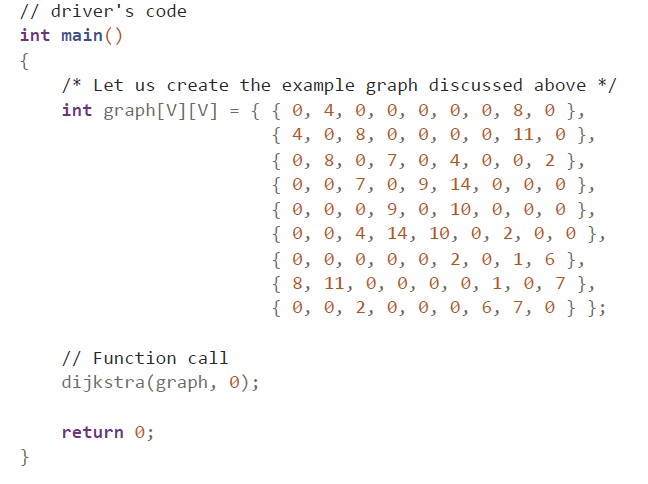 // driver's code
int main()
{
/* Let us create the example graph discussed above */
int graph[V][V] = { { 0, 4, 0, 0, 0, 0, 0, 8, 0 },
{ 4, 0, 8, 0, 0, 0, 0, 11, 0 },
{ 0, 8, 0, 7, 0, 4, 0, 0, 2 },
{ 0, 0, 7, 0, 9, 14, 0, 0, 0 },
{ 0, 0, 0, 9, 0, 10, 0, 0, 0 },
{ 0, 0, 4, 14, 10, 0, 2, 0, 0 },
{ 0, 0, 0, 0, 0, 2, 0, 1, 6 },
{ 8, 11, 0, 0, 0, 0, 1, 0, 7 },
{ 0, 0, 2, 0, 0, 0, 6, 7, 0 } };
// Function call
dijkstra(graph, 0);
return 0;
}